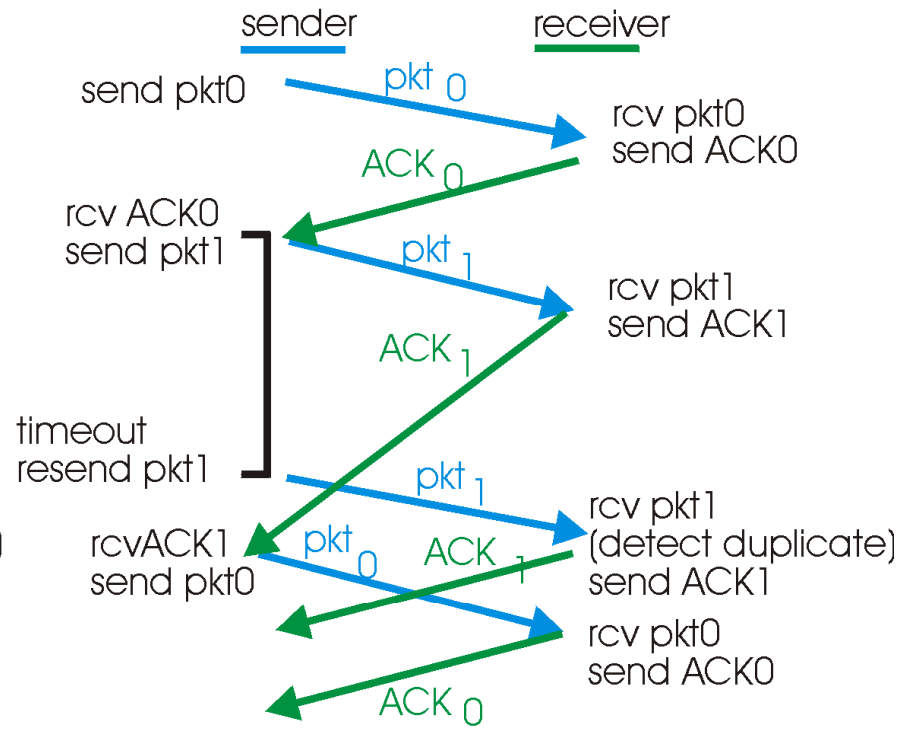 sender
receiver
send pkt0
pkt 0
rcv pkt0
send ACK0
ACK 0
rcv ACK0
send pkt1
pkt 1
rcv pkt1
send ACK1
ACK 1
timeout
resend pkt1
pkt 1
rcv pkt1
(detect duplicate)
send ACK1
rcvACK1
send pkt0
pkt 0
ACK 1
rcv pkt0
send ACK0
ACK 0